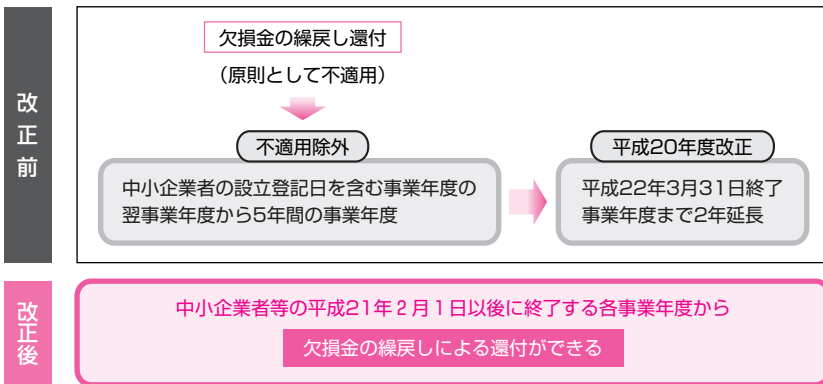 改正前
欠損金の繰戻し還付
（原則として不適用）
不適用除外
中小企業者の設立登記日を含む事業年度の
翌事業年度から5年間の事業年度
平成20年度改正
平成22年3月31日終了
事業年度まで2年延長
改正後
中小企業者等の平成21年2月1日以後に終了する各事業年度から
欠損金の繰戻しによる還付ができる